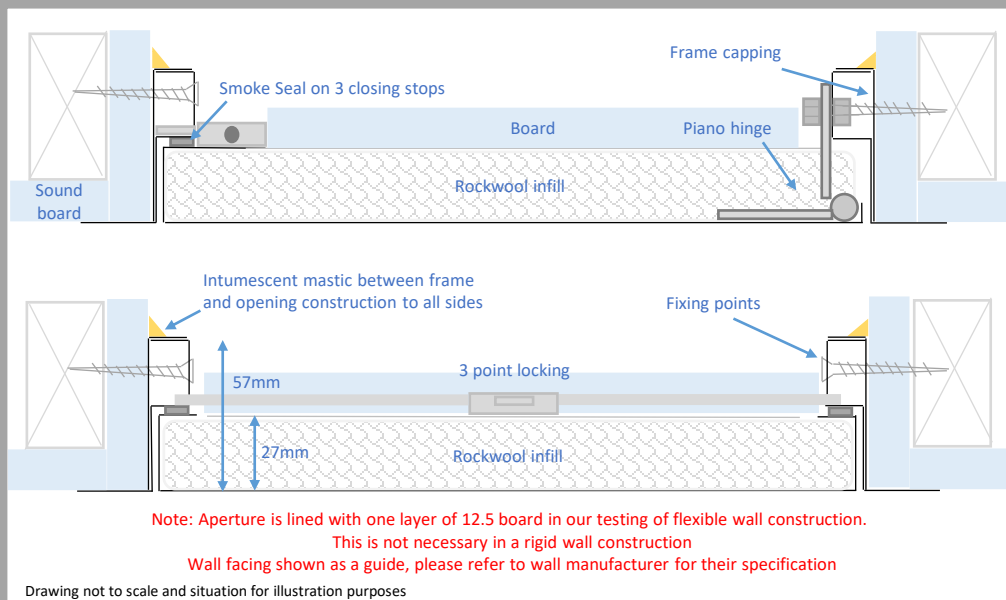 Frame capping
Smoke Seal on 3 closing stops
Board
Piano hinge
Rockwool infill
Sound
board
Intumescent mastic between frame
and opening construction to all sides
Fixing points
3 point locking
57mm
27mm
Rockwool infill
Note: Aperture is lined with one layer of 12.5 board in our testing of flexible wall construction.
This is not necessary in a rigid wall construction
Wall facing shown as a guide, please refer to wall manufacturer for their specification
Drawing not to scale and situation for illustration purposes